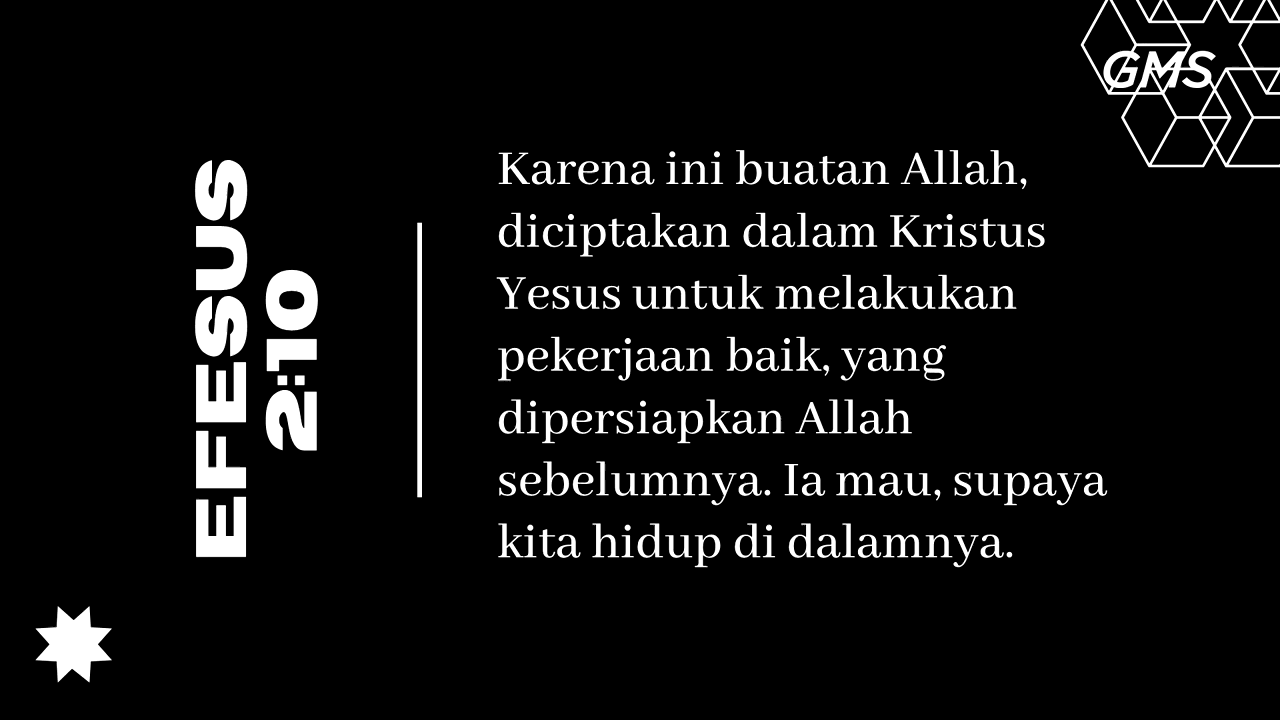 GMS
EFESUS
2:10
Karena ini buatan Allah,
diciptakan dalam Kristus
Yesus untuk melakukan
pekerjaan baik, yang
dipersiapkan Allah
sebelumnya. Ia mau, supaya
kita hidup di dalamnya.